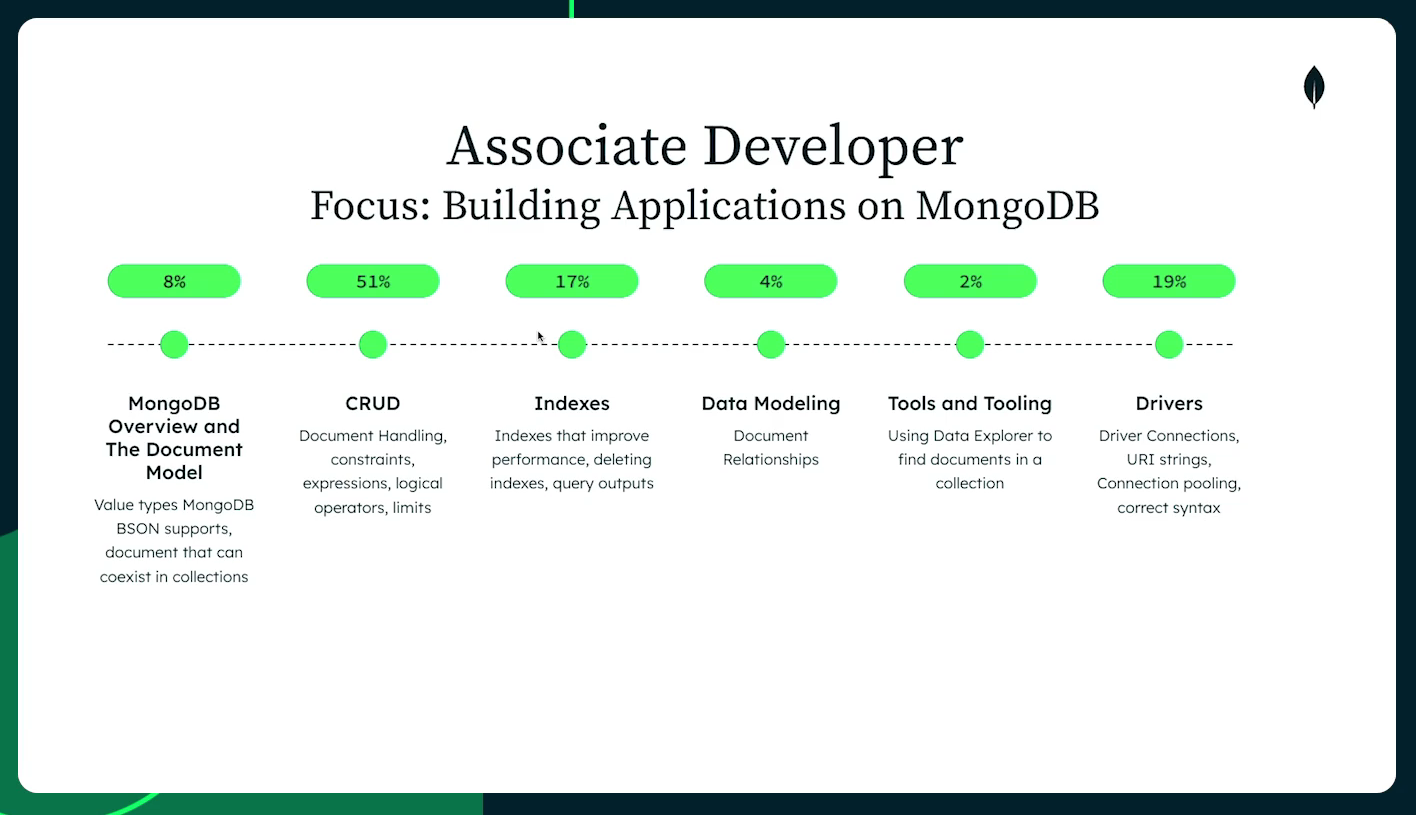 Associate Developer
Focus: Building Applications on MongoDB
8%
51%
17%
4%
2%
19%
MongoDB
Overview and
The Document
Model
Value types MongoDB
BSON supports,
document that can
coexist in collections
CRUD
Document Handling,
constraints,
expressions, logical
operators, limits
Indexes
Indexes that improve
performance, deleting
indexes, query outputs
Data Modeling
Document
Relationships
Tools and Tooling
Using Data Explorer to
find documents in a
collection
Drivers
Driver Connections,
URI strings,
Connection pooling,
correct syntax